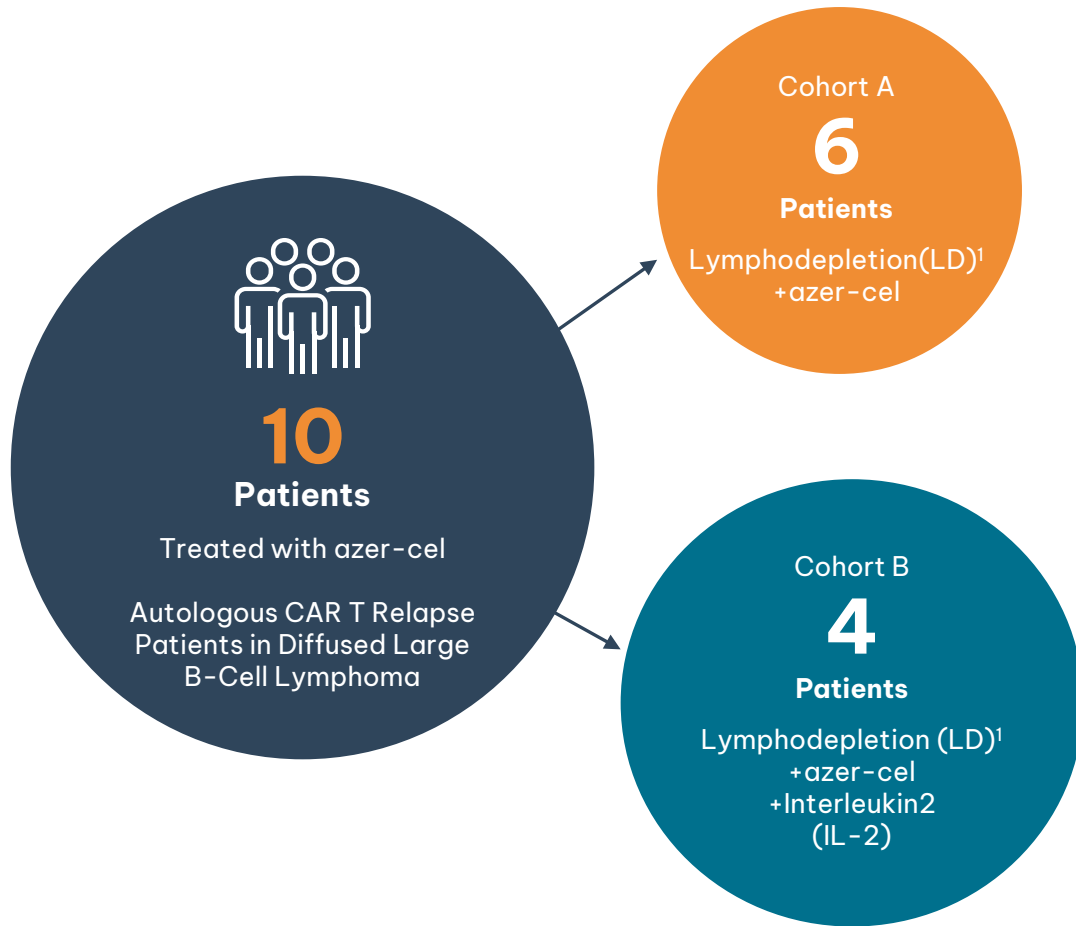 10
Patients
Treated with azer-cel
Autologous CAR T Relapse
Patients in Diffused Large
B-Cell Lymphoma
Cohort A
6
Patients
Lymphodepletion(LD)¹
+azer-cel
Cohort B
4
Patients
Lymphodepletion (LD)¹
+azer-cel
+Interleukin2
(IL-2)